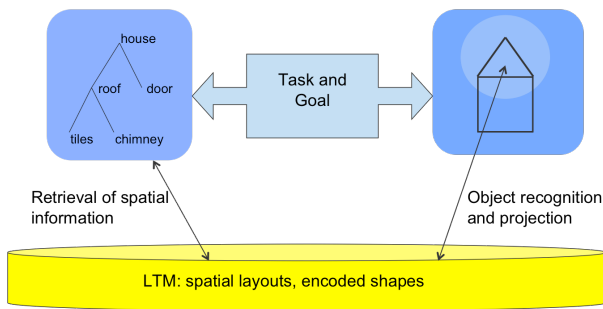 house
roof door
tiles chimney
Task and
Goal
Retrieval of spatial
information
Object recognition
and projection
LTM: spatial layouts, encoded shapes